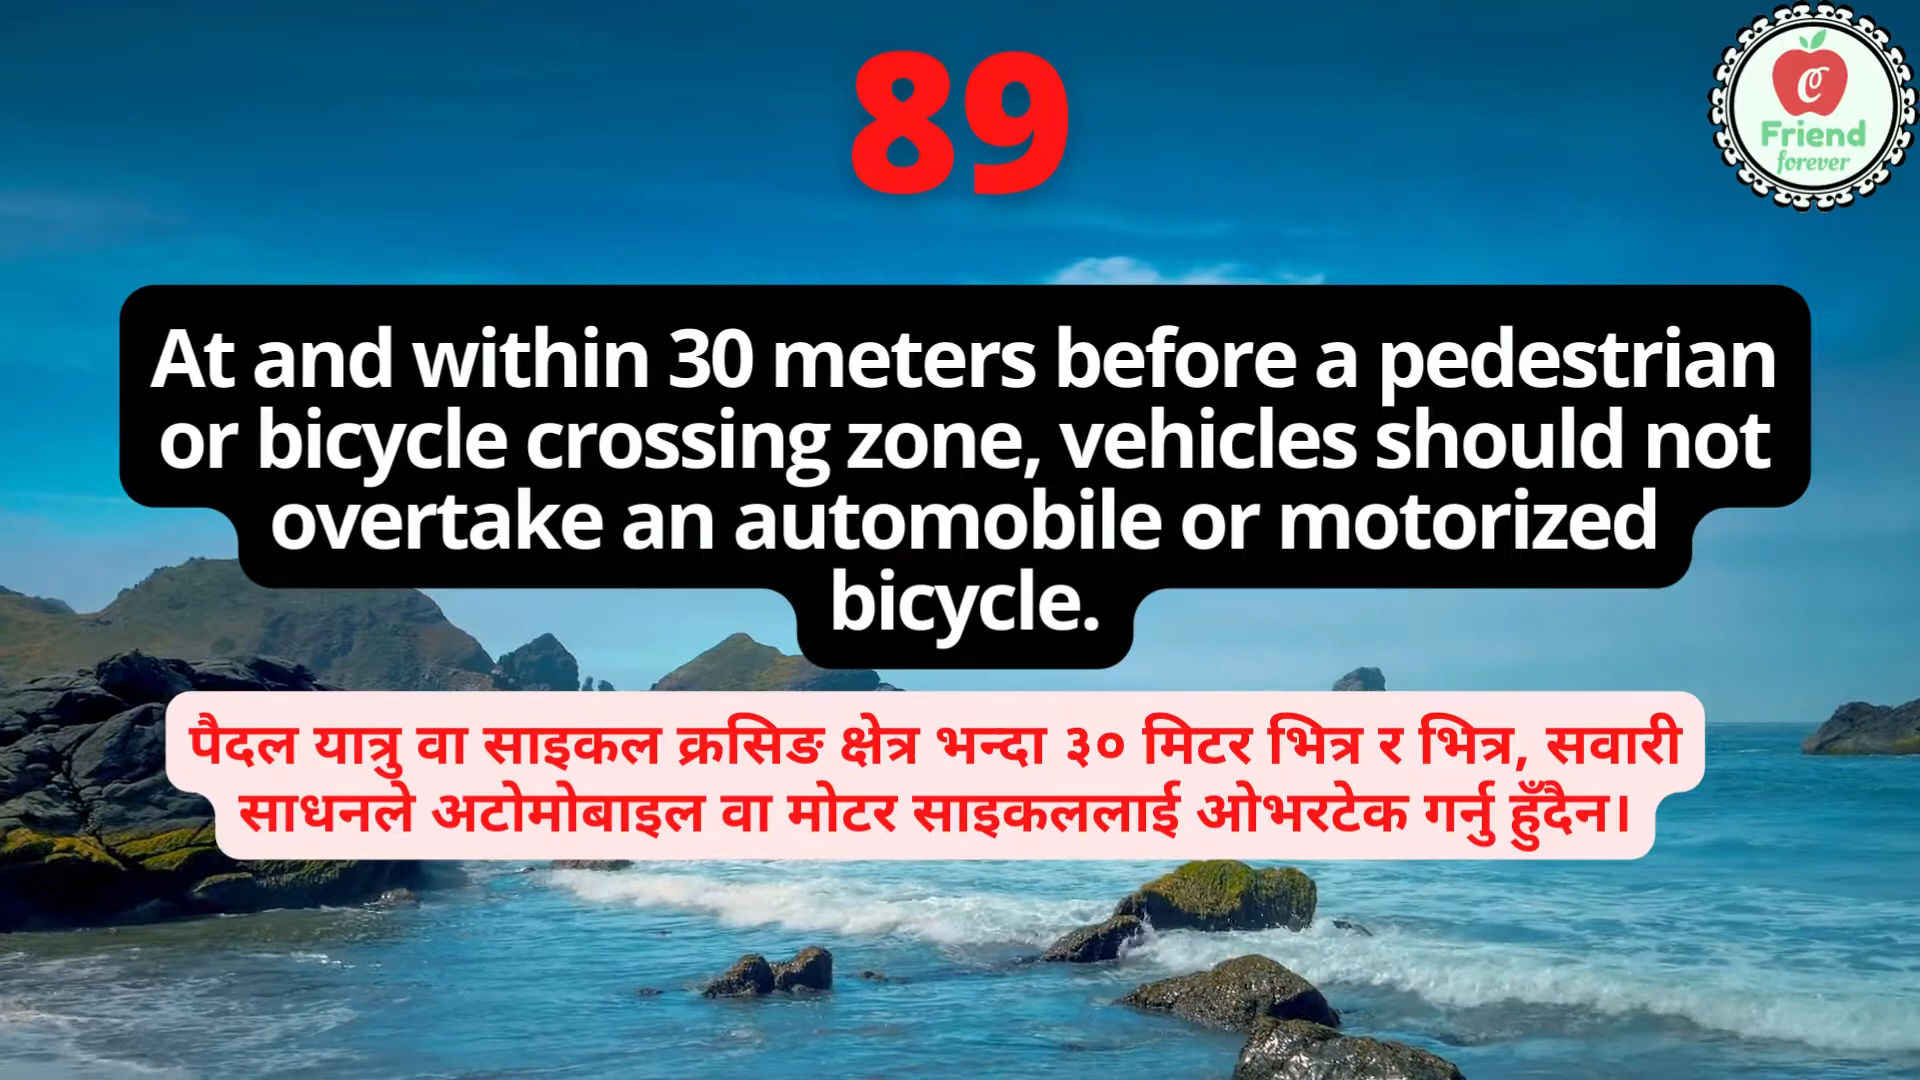 89
C
Friend
forever
At and within 30 meters before a pedestrian
or bicycle crossing zone, vehicles should not
overtake an automobile or motorized
bicycle.
पैदल यात्रु वा साइकल क्रसिङ क्षेत्र भन्दा ३० मिटर भित्र र भित्र, सवारी
साधनले अटोमोबाइल वा मोटर साइकललाई ओभरटेक गर्नु हुँदैन।